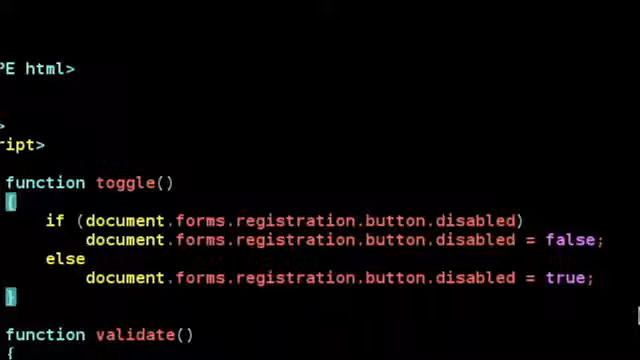 PE html>
>
ript>
function toggle()
{
if (document.forms.registration.button.disabled)
document.forms.registration.button.disabled = false;
else
document.forms.registration.button.disabled = true;
}
function validate()
{